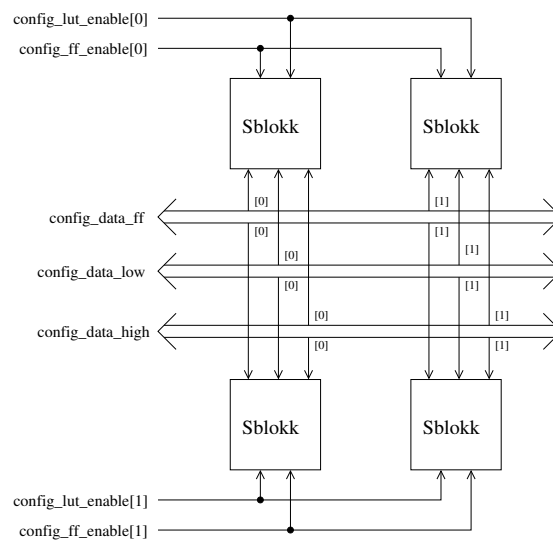 config_lut_enable[0]
config_ff_enable[0]
Sblokk Sblokk
[0] [1]
config_data_ff
[0] [1]
[0] [1]
config_data_low
[0] [1]
[0] [1]
config_data_high
[0] [1]
Sblokk Sblokk
config_lut_enable[1]
config_ff_enable[1]